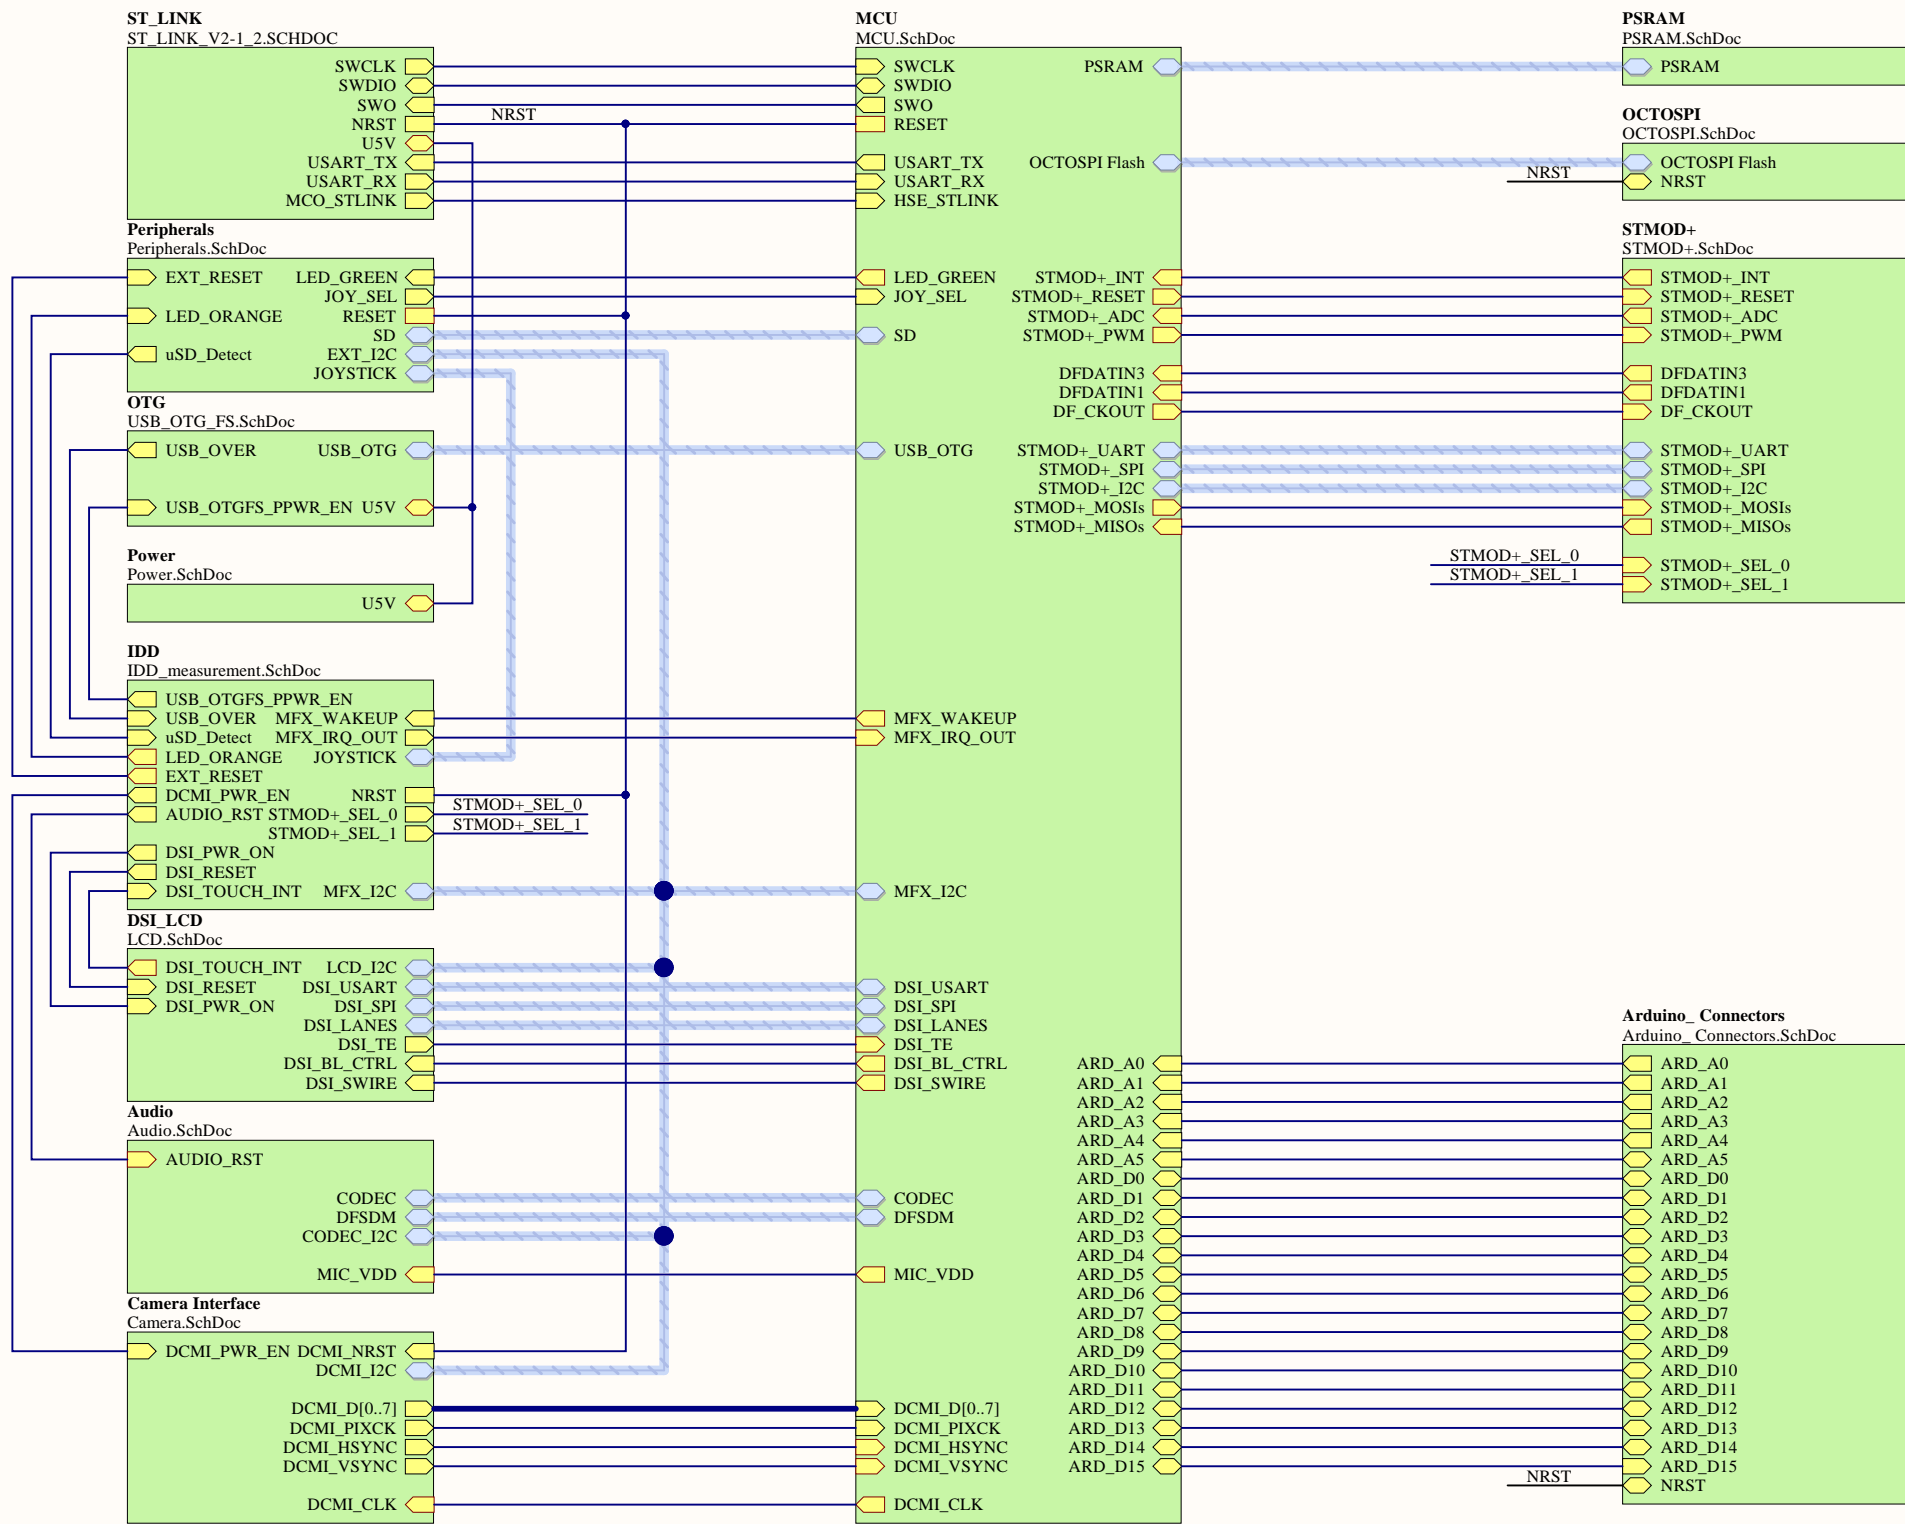 ST_LINK
ST_LINK_V2-1_2.SCHDOC
SWCLK
SWDIO
SWO
NRST
U5V
USART_TX
USART_RX
MCO_STLINK
NRST
Peripherals
Peripherals.SchDoc
EXT_RESET LED_GREEN
JOY_SEL
LED_ORANGE RESET
SD
uSD_Detect EXT_I2C
JOYSTICK
OTG
USB_OTG_FS.SchDoc
USB_OVER USB_OTG
USB_OTGFS_PPWR_EN U5V
Power
Power.SchDoc
U5V
IDD
IDD_measurement.SchDoc
USB_OTGFS_PPWR_EN
USB_OVER MFX_WAKEUP
uSD_Detect MFX_IRQ_OUT
LED_ORANGE JOYSTICK
EXT_RESET
DCMI_PWR_EN NRST
AUDIO_RST STMOD+_SEL_0
STMOD+_SEL_1
DSI_PWR_ON
DSI_RESET
DSI_TOUCH_INT MFX_I2C
STMOD+_SEL_0
STMOD+_SEL_1
DSI_LCD
LCD.SchDoc
DSI_TOUCH_INT LCD_I2C
DSI_RESET DSI_USART
DSI_PWR_ON DSI_SPI
DSI_LANES
DSI_TE
DSI_BL_CTRL
DSI_SWIRE
Audio
Audio.SchDoc
AUDIO_RST
CODEC
DFSDM
CODEC_I2C
MIC_VDD
Camera Interface
Camera.SchDoc
DCMI_PWR_EN DCMI_NRST
DCMI_I2C
DCMI_D[0..7]
DCMI_PIXCK
DCMI_HSYNC
DCMI_VSYNC
DCMI_CLK
MCU
MCU.SchDoc
SWCLK PSRAM
SWDIO
SWO
RESET
USART_TX OCTOSPI Flash
USART_RX
HSE_STLINK
LED_GREEN STMOD+_INT
JOY_SEL STMOD+_RESET
STMOD+_ADC
SD STMOD+_PWM
DFDATIN3
DFDATIN1
DF_CKOUT
USB_OTG STMOD+_UART
STMOD+_SPI
STMOD+_I2C
STMOD+_MOSIs
STMOD+_MISOs
MFX_WAKEUP
MFX_IRQ_OUT
MFX_I2C
DSI_USART
DSI_SPI
DSI_LANES
DSI_TE
DSI_BL_CTRL ARD_A0
DSI_SWIRE ARD_A1
ARD_A2
ARD_A3
ARD_A4
ARD_A5
ARD_D0
CODEC ARD_D1
DFSDM ARD_D2
ARD_D3
ARD_D4
MIC_VDD ARD_D5
ARD_D6
ARD_D7
ARD_D8
ARD_D9
ARD_D10
ARD_D11
DCMI_D[0..7] ARD_D12
DCMI_PIXCK ARD_D13
DCMI_HSYNC ARD_D14
DCMI_VSYNC ARD_D15
DCMI_CLK
PSRAM
PSRAM.SchDoc
PSRAM
OCTOSPI
OCTOSPI.SchDoc
OCTOSPI Flash
NRST
NRST
STMOD+
STMOD+.SchDoc
STMOD+_INT
STMOD+_RESET
STMOD+_ADC
STMOD+_PWM
DFDATIN3
DFDATIN1
DF_CKOUT
STMOD+_UART
STMOD+_SPI
STMOD+_I2C
STMOD+_MOSIs
STMOD+_MISOs
STMOD+_SEL_0
STMOD+_SEL_0
STMOD+_SEL_1
STMOD+_SEL_1
Arduino_ Connectors
Arduino_ Connectors.SchDoc
ARD_A0
ARD_A1
ARD_A2
ARD_A3
ARD_A4
ARD_A5
ARD_D0
ARD_D1
ARD_D2
ARD_D3
ARD_D4
ARD_D5
ARD_D6
ARD_D7
ARD_D8
ARD_D9
ARD_D10
ARD_D11
ARD_D12
ARD_D13
ARD_D14
ARD_D15
NRST
NRST